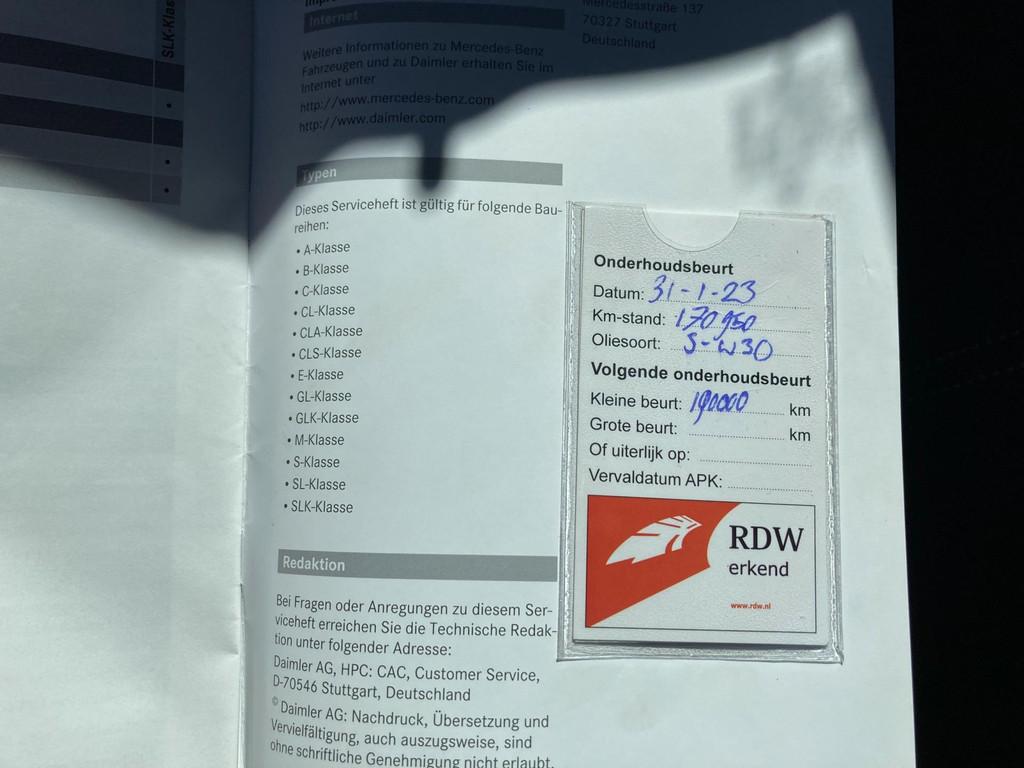 SLK-Klas
Internet
Weitere Informationen zu Mercedes-Benz
Fahrzeugen und zu Daimler erhalten Sie im
Internet unter
http://www.mercedes-benz.com
http://www.daimler.com
Mercedesstraße 137
70327 Stuttgart
Deutschland
Typen
Dieses Serviceheft ist gültig für folgende Bau-
reihen:
• A-Klasse
• B-Klasse
• C-Klasse
• CL-Klasse
• CLA-Klasse
• CLS-Klasse
• E-Klasse
• GL-Klasse
• GLK-Klasse
• M-Klasse
• S-Klasse
• SL-Klasse
• SLK-Klasse
Redaktion
Bei Fragen oder Anregungen zu diesem Ser-
viceheft erreichen Sie die Technische Redak-
tion unter folgender Adresse:
Daimler AG, HPC: CAC, Customer Service,
D-70546 Stuttgart, Deutschland
© Daimler AG: Nachdruck, Übersetzung und
Vervielfältigung, auch auszugsweise, sind
ohne schriftliche Genehmigung nicht erlaubt.
Onderhoudsbeurt
Datum: 31-1-23
Km-stand: 170950
Oliesoort: 5-W30
Volgende onderhoudsbeurt
Kleine beurt: 190000 km
Grote beurt: km
Of uiterlijk op:
Vervaldatum APK:
RDW
erkend
www.rdw.nl